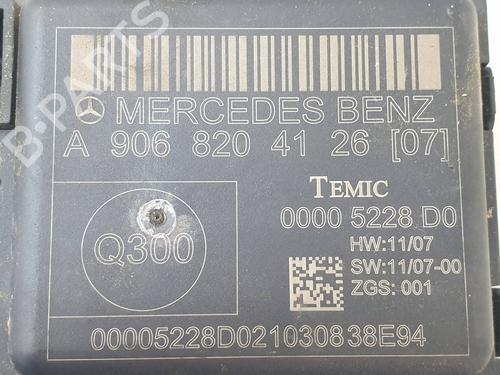 B-PARTS
MERCEDES BENZ
A 906 820 41 26 [07]
TEMIC
0000 5228 D0
Q300
HW:11/07
SW:11/07-00
ZGS: 001
00005228D021030838E94